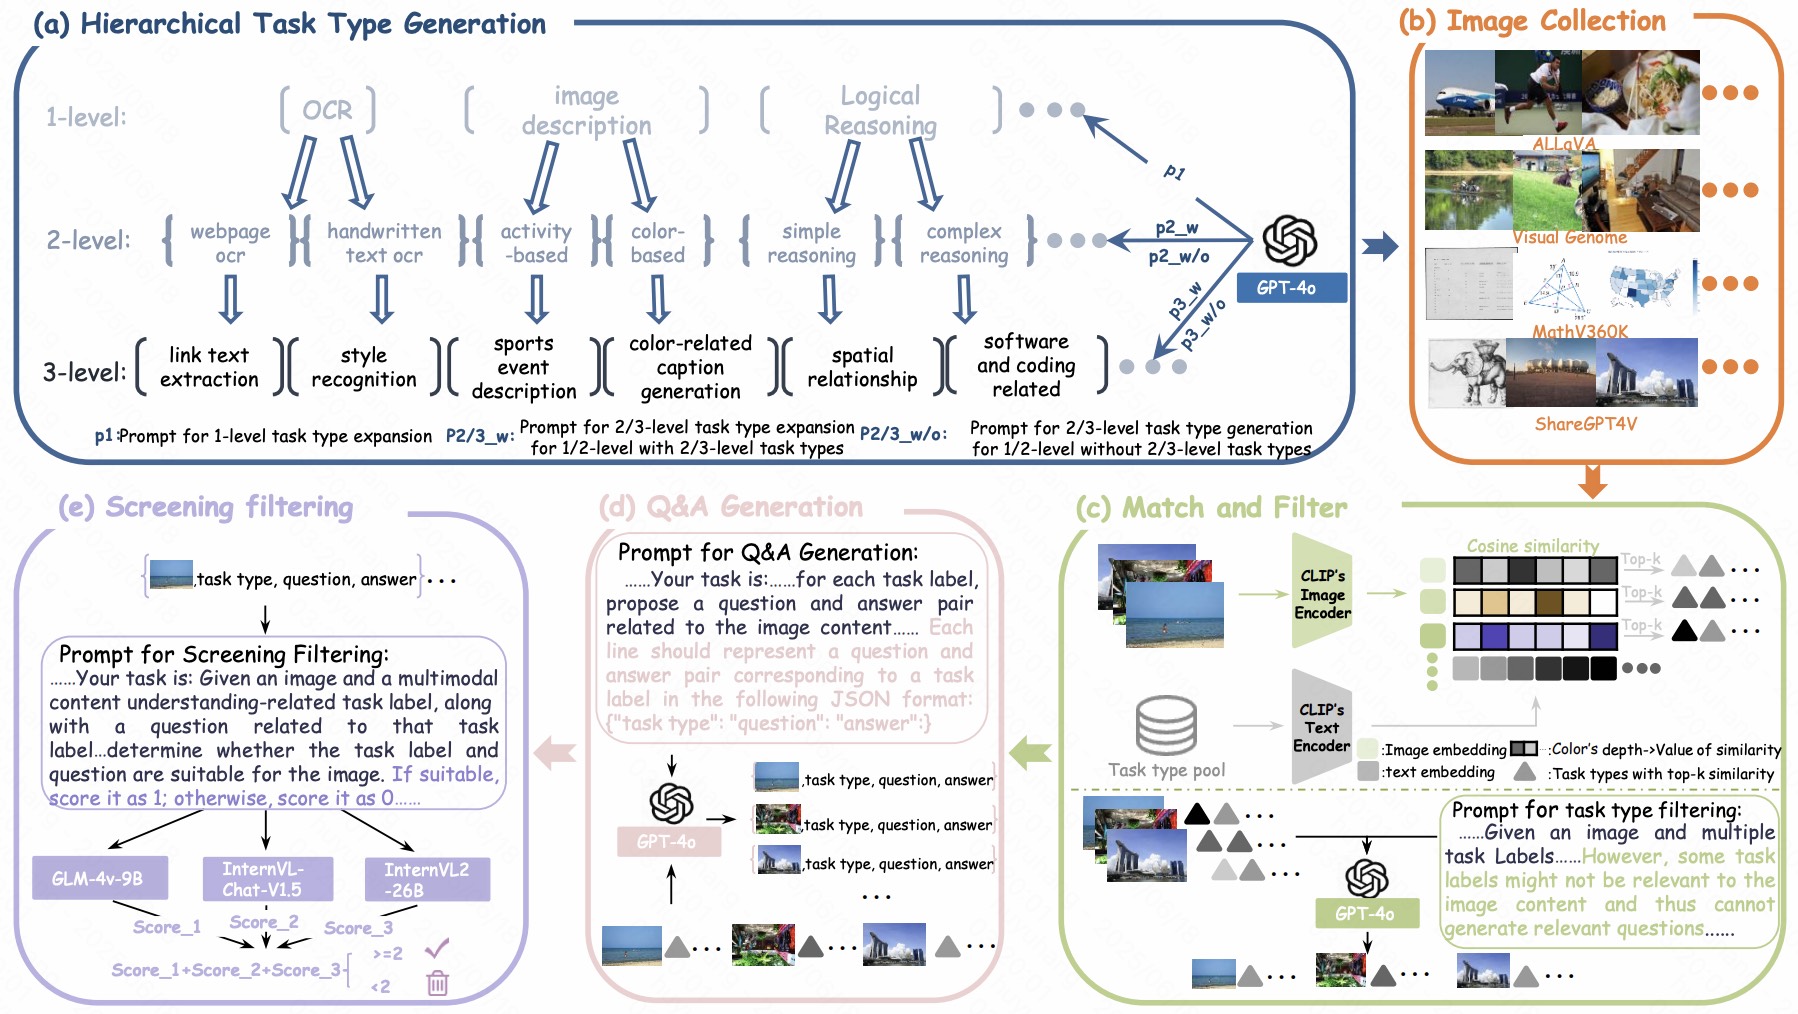 (a) Hierarchical Task Type Generation
1-level:
OCR
image
description
Logical
Reasoning
p1
2-level:
webpage
ocr
handwritten
text ocr
activity
-based
color-
based
simple
reasoning
complex
reasoning
p2_w
p2_w/o
GPT-4o
p3_w
p3_w/o
3-level:
link text
extraction
style
recognition
sports
event
description
color-related
caption
generation
spatial
relationship
software
and coding
related
p1:Prompt for 1-level task type expansion
P2/3_w: Prompt for 2/3-level task type expansion
for 1/2-level with 2/3-level task types
P2/3_w/o: Prompt for 2/3-level task type generation
for 1/2-level without 2/3-level task types
(b) Image Collection
ALLaVA
Visual Genome
MathV360K
ShareGPT4V
(c) Match and Filter
CLIP's
Image
Encoder
Cosine similarity
Top-k
Top-k
Top-k
Task type pool
CLIP's
Text
Encoder
:Image embedding
:Color's depth->Value of similarity
:text embedding
:Task types with top-k similarity
GPT-4o
Prompt for task type filtering:
......Given an image and multiple
task Labels......However, some task
labels might not be relevant to the
image content and thus cannot
generate relevant questions......
(d) Q&A Generation
Prompt for Q&A Generation:
......Your task is:......for each task label,
propose a question and answer pair
related to the image content...... Each
line should represent a question and
answer pair corresponding to a task
label in the following JSON format:
{"task type": "question": "answer":}
GPT-4o
,task type, question, answer
,task type, question, answer
,task type, question, answer
(e) Screening filtering
,task type, question, answer
Prompt for Screening Filtering:
......Your task is: Given an image and a multimodal
content understanding-related task label, along
with a question related to that task
label...determine whether the task label and
question are suitable for the image. If suitable,
score it as 1; otherwise, score it as 0......
GLM-4v-9B
InternVL-
Chat-V1.5
InternVL2
-26B
Score_1
Score_2
Score_3
Score_1+Score_2+Score_3
>=2
<2